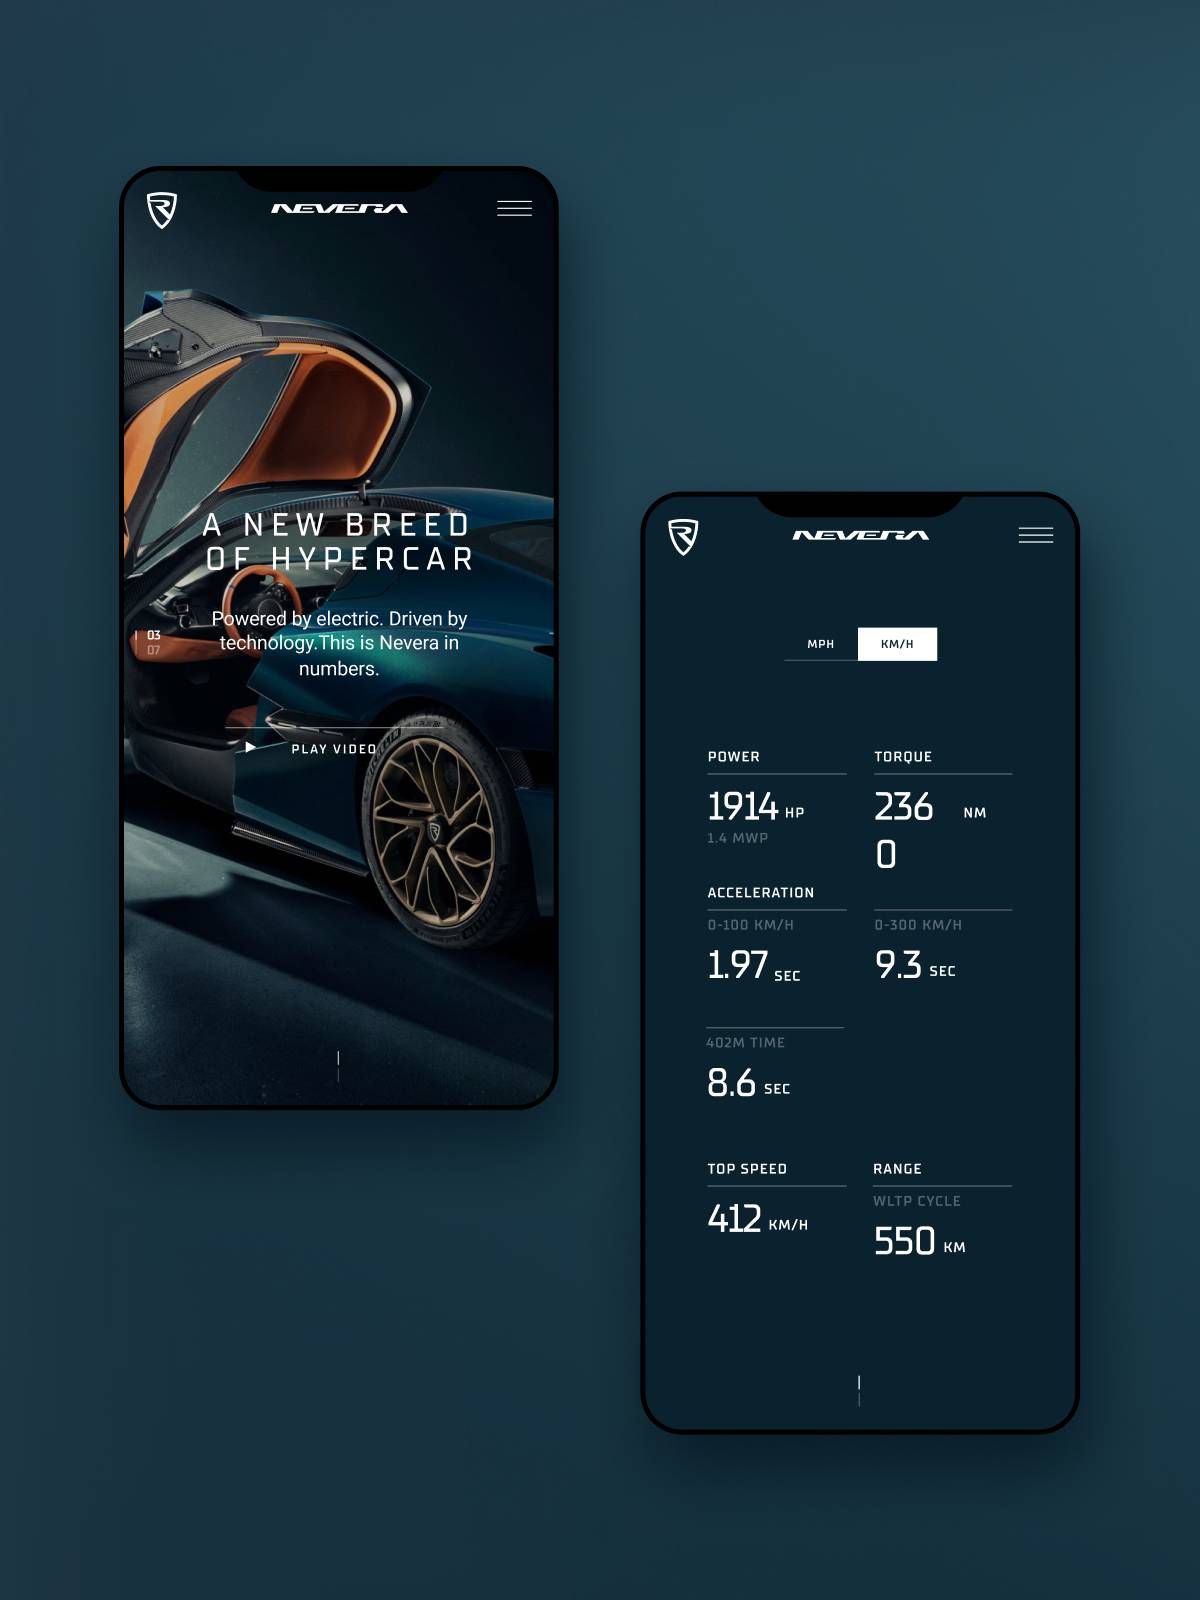 NEVERA
A NEW BREED
OF HYPERCAR
Powered by electric. Driven by
technology.This is Nevera in
numbers.
03
07
PLAY VIDEO
NEVERA
MPH KM/H
POWER TORQUE
1914 HP 236 NM
1.4 MWP 0
ACCELERATION
0-100 KM/H 0-300 KM/H
1.97 SEC 9.3 SEC
402M TIME
8.6 SEC
TOP SPEED RANGE
WLTP CYCLE
412 KM/H 550 KM